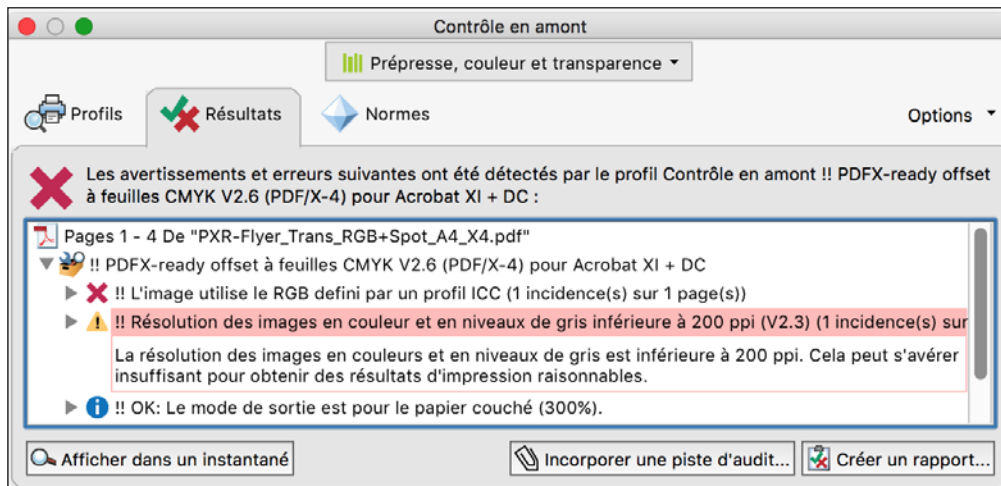 Contrôle en amont
Prépresse, couleur et transparence
Profils
Résultats
Normes
Options
Les avertissements et erreurs suivantes ont été détectés par le profil Contrôle en amont !! PDFX-ready offset
à feuilles CMYK V2.6 (PDF/X-4) pour Acrobat XI + DC :
Pages 1 - 4 De "PXR-Flyer_Trans_RGB+Spot_A4_X4.pdf"
!! PDFX-ready offset à feuilles CMYK V2.6 (PDF/X-4) pour Acrobat XI + DC
!! L'image utilise le RGB defini par un profil ICC (1 incidence(s) sur 1 page(s))
!! Résolution des images en couleur et en niveaux de gris inférieure à 200 ppi (V2.3) (1 incidence(s) sur
La résolution des images en couleurs et en niveaux de gris est inférieure à 200 ppi. Cela peut s'avérer
insuffisant pour obtenir des résultats d'impression raisonnables.
!! OK: Le mode de sortie est pour le papier couché (300%).
Afficher dans un instantané
Incorporer une piste d'audit...
Créer un rapport...